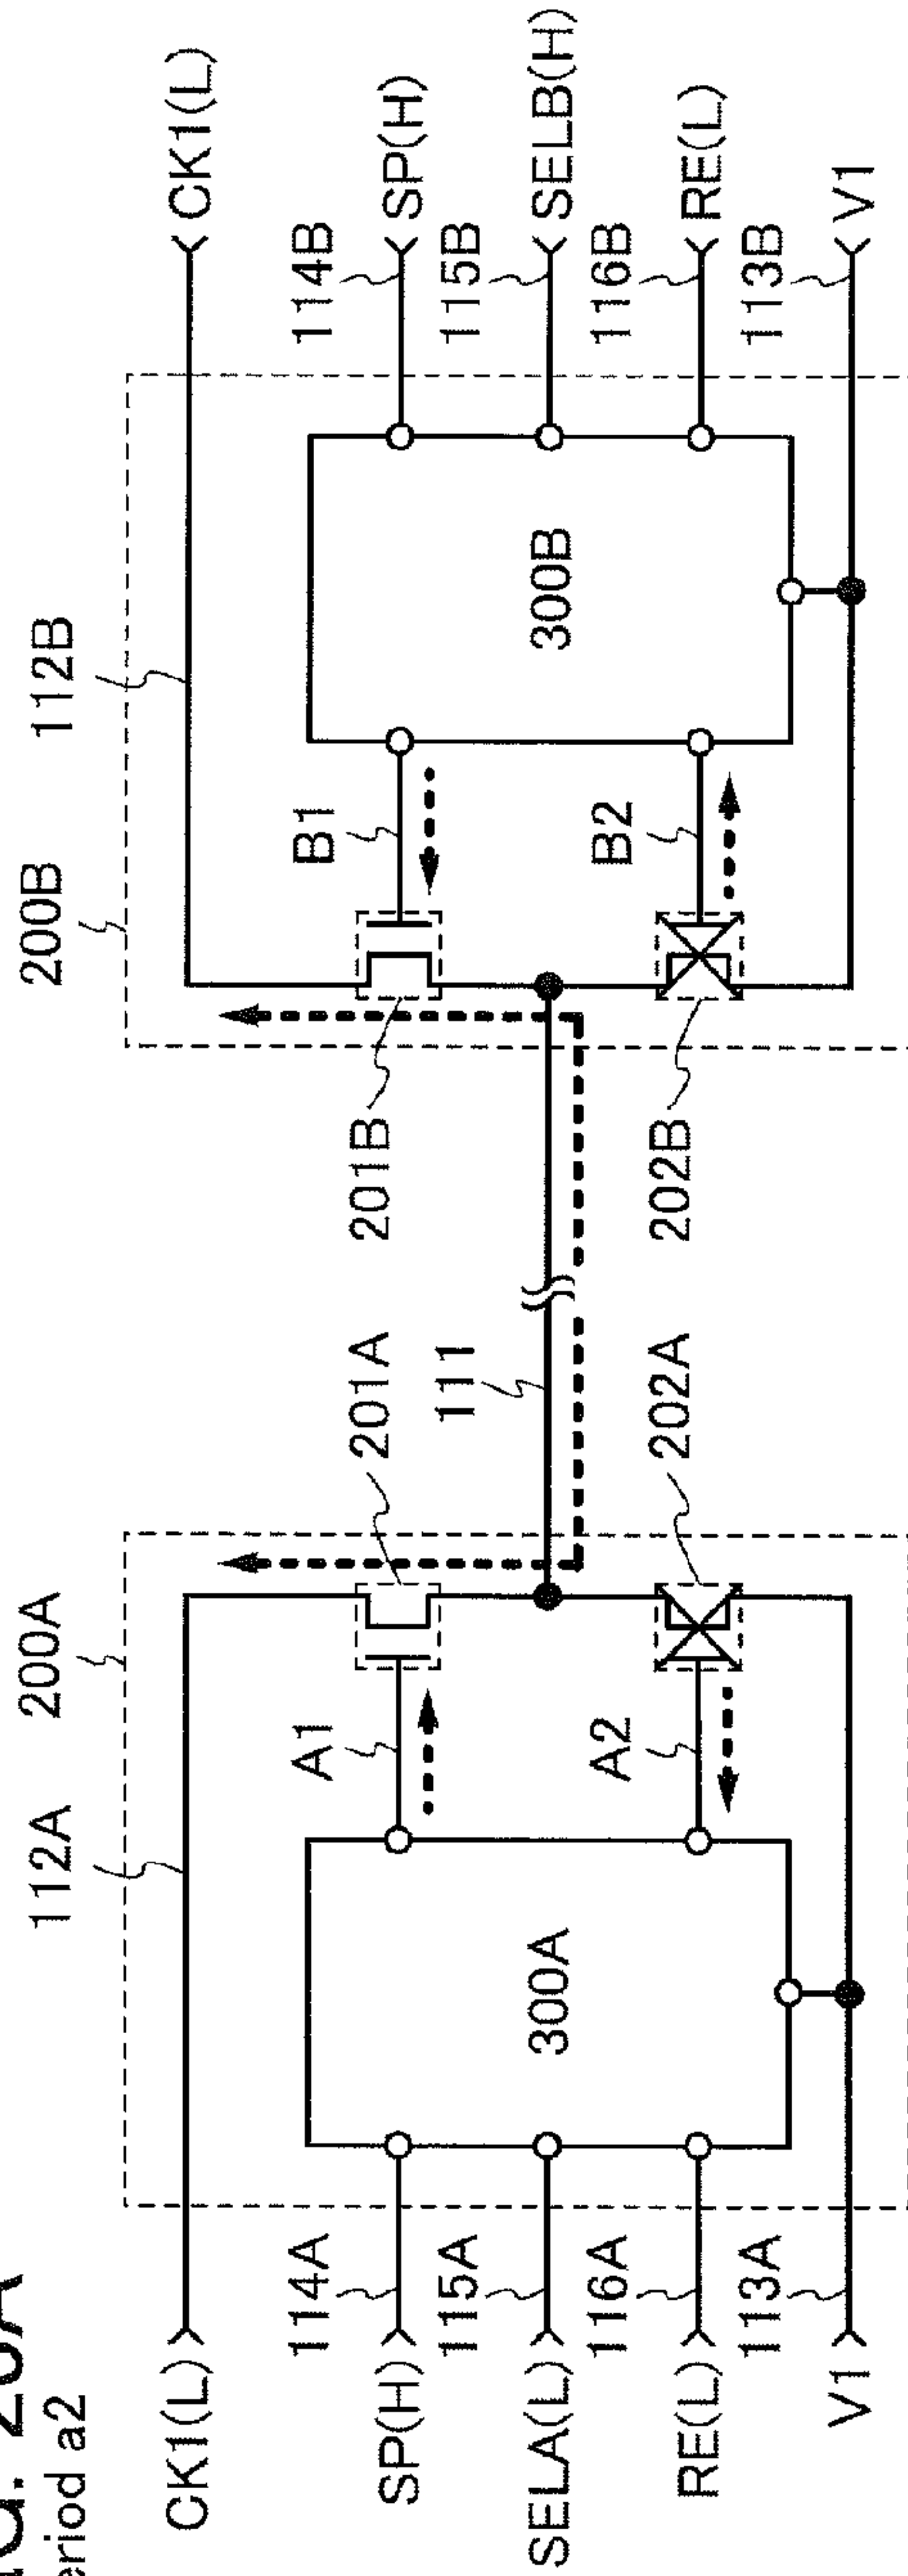 eriod a2
200A
200B
112A
112B
CK1(L)
CK1(L)
114A
A1
B1
114B
201A
201B
SP(H)
SP(H)
115A
111
115B
SELA(L)
300A
300B
SELB(H)
116A
A2
B2
116B
202A
202B
RE(L)
RE(L)
113A
113B
V1
V1